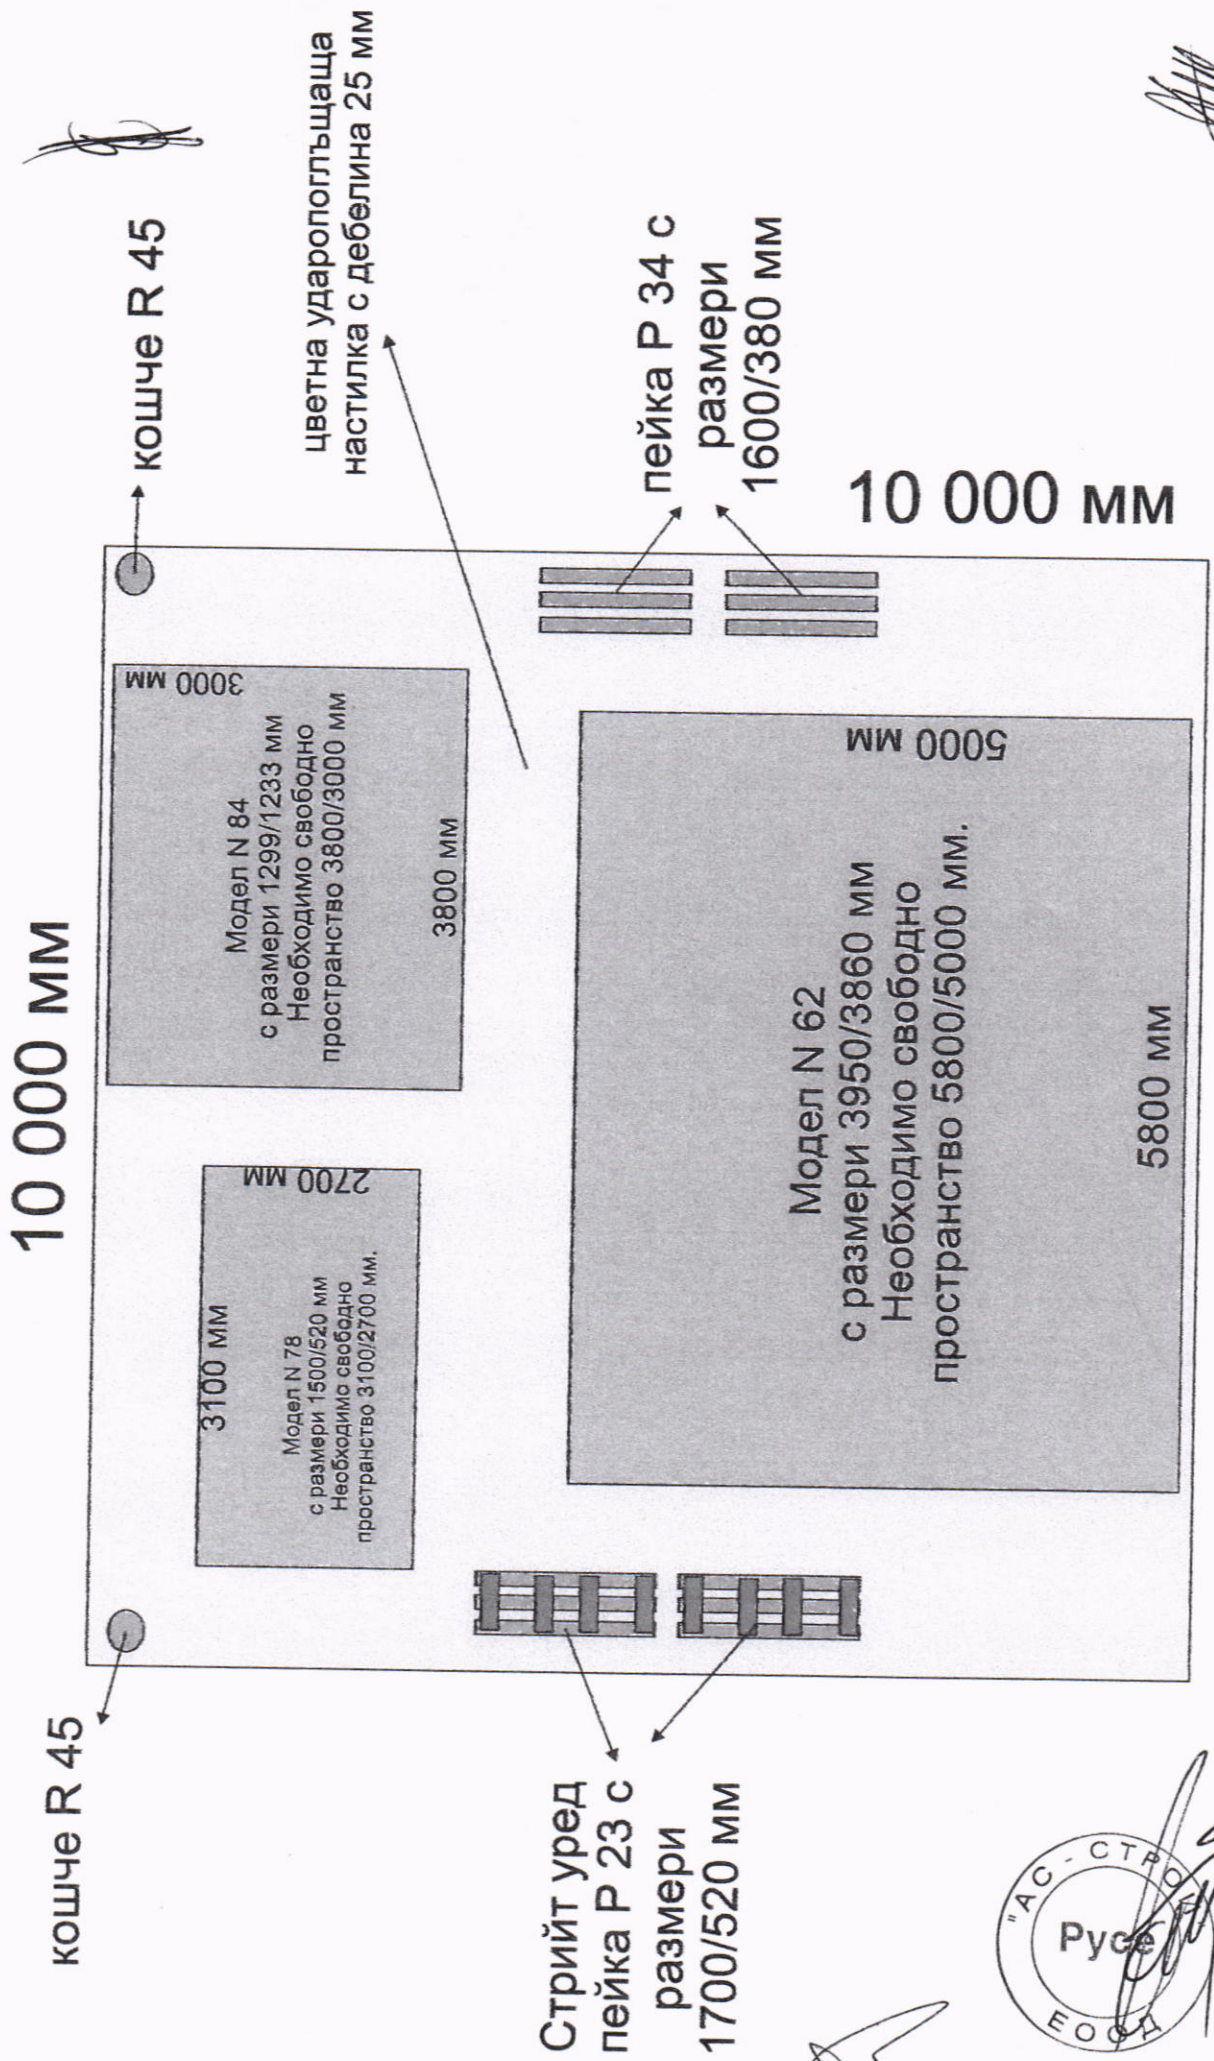 10 000 мм
кошче R 45
кошче R 45
3100 мм
2700 мм
Модел N 78
с размери 1500/520 мм
Необходимо свободно
пространство 3100/2700 мм.
3000 мм
Модел N 84
с размери 1299/1233 мм
Необходимо свободно
пространство 3800/3000 мм
3800 мм
цветна ударопоглъщаща
настилка с дебелина 25 мм
Стрийт уред
пейка P 23 с
размери
1700/520 мм
5000 мм
Модел N 62
с размери 3950/3860 мм
Необходимо свободно
пространство 5800/5000 мм.
5800 мм
пейка P 34 с
размери
1600/380 мм
10 000 мм
"АС - СТРОЙ"
Русе
ЕООД